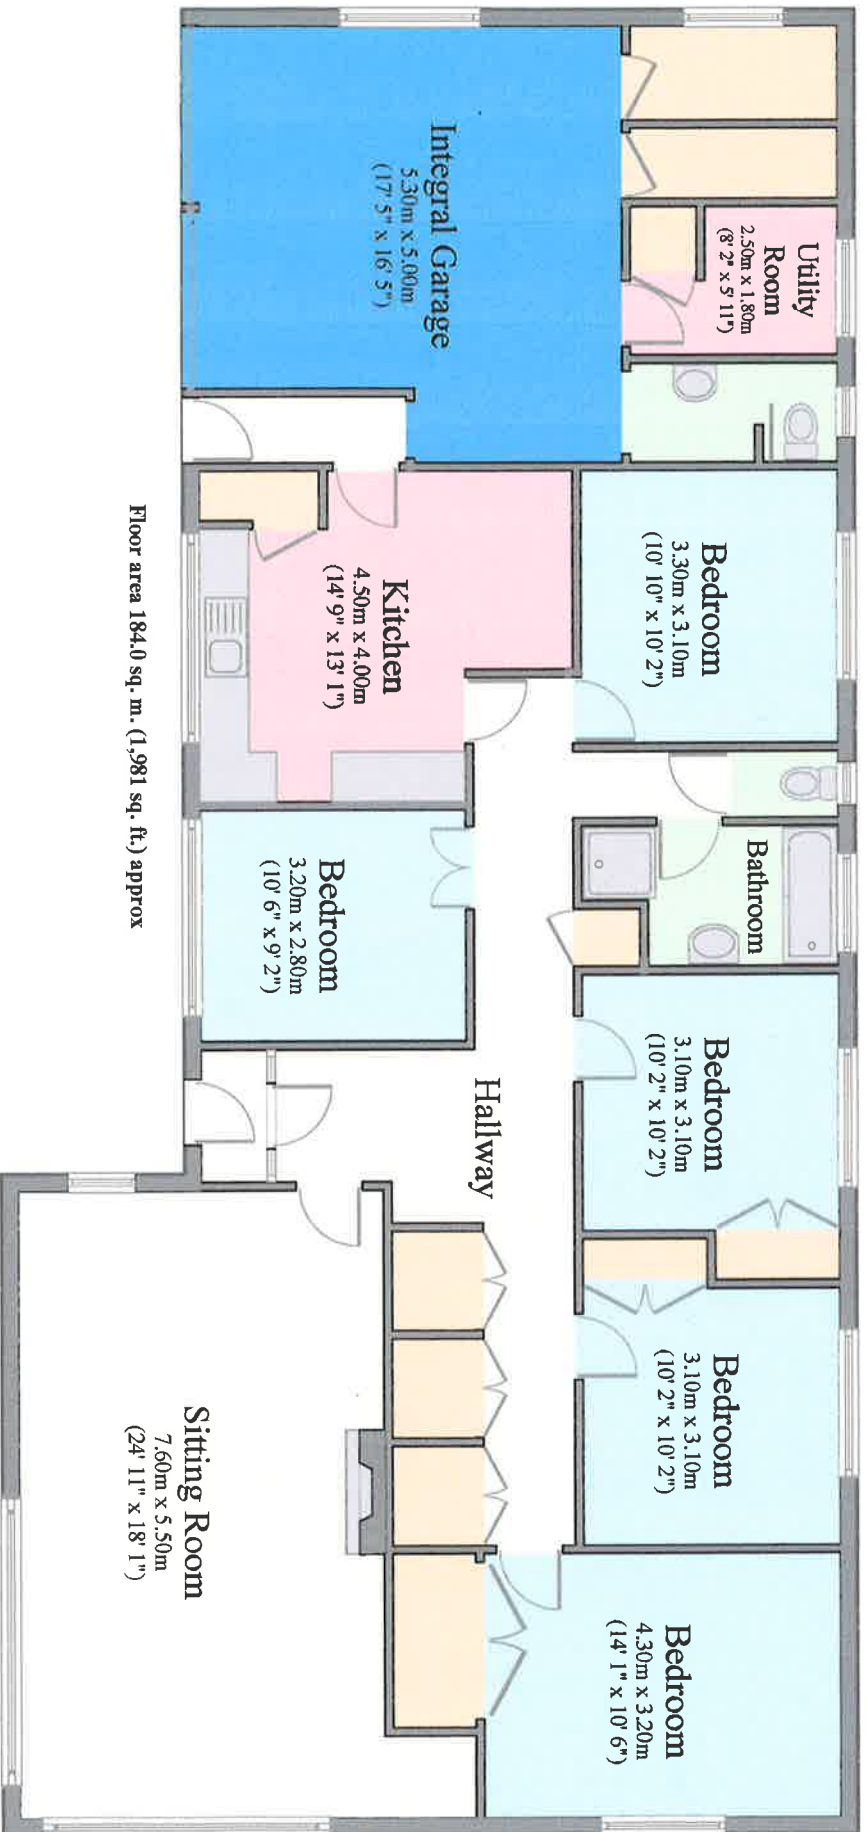 Utility
Room
2.50m x 1.80m
(8' 2" x 5' 11")
Integral Garage
5.30m x 5.00m
(17' 5" x 16' 5")
Bedroom
3.30m x 3.10m
(10' 10" x 10' 2")
Bathroom
Bedroom
3.10m x 3.10m
(10' 2" x 10' 2")
Bedroom
3.10m x 3.10m
(10' 2" x 10' 2")
Bedroom
4.30m x 3.20m
(14' 1" x 10' 6")
Kitchen
4.50m x 4.00m
(14' 9" x 13' 1")
Bedroom
3.20m x 2.80m
(10' 6" x 9' 2")
Hallway
Sitting Room
7.60m x 5.50m
(24' 11" x 18' 1")
Floor area 184.0 sq. m. (1,981 sq. ft.) approx